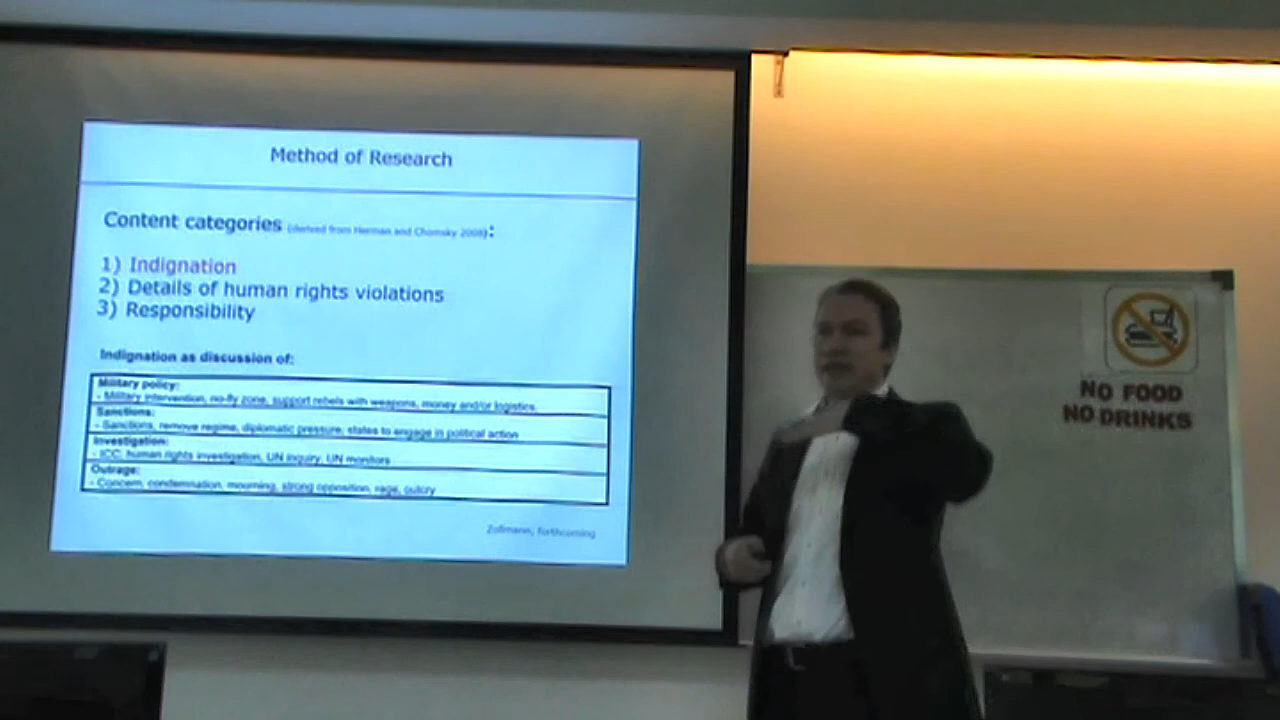 Method of Research
Content categories (derived from Herman and Chomsky 2008):
1) Indignation
2) Details of human rights violations
3) Responsibility
Indignation as discussion of:
Military policy:
- Military intervention, no-fly zone, support rebels with weapons, money and/or logistics
Sanctions:
- Sanctions, remove regime, diplomatic pressure, states to engage in political action
Investigation:
- ICC, human rights investigation, UN inquiry, UN monitors
Outrage:
- Concern, condemnation, mourning, strong opposition, rage, outcry
Zollmann, forthcoming
NO FOOD
NO DRINKS